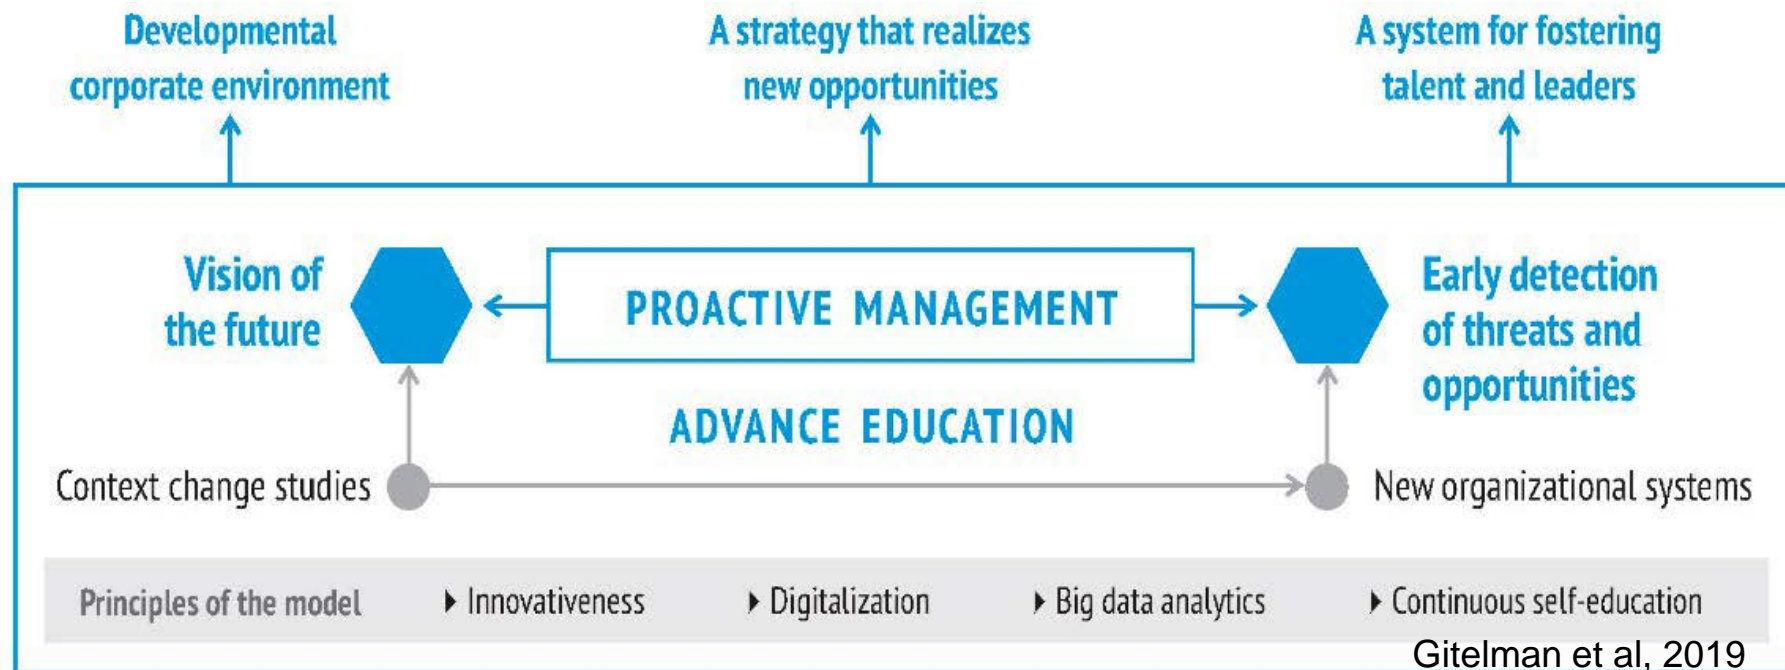 Developmental
corporate environment
A strategy that realizes
new opportunities
A system for fostering
talent and leaders
Vision of
the future
PROACTIVE MANAGEMENT
Early detection
of threats and
opportunities
ADVANCE EDUCATION
Context change studies
New organizational systems
Principles of the model
Innovativeness
Digitalization
Big data analytics
Continuous self-education
Gitelman et al, 2019